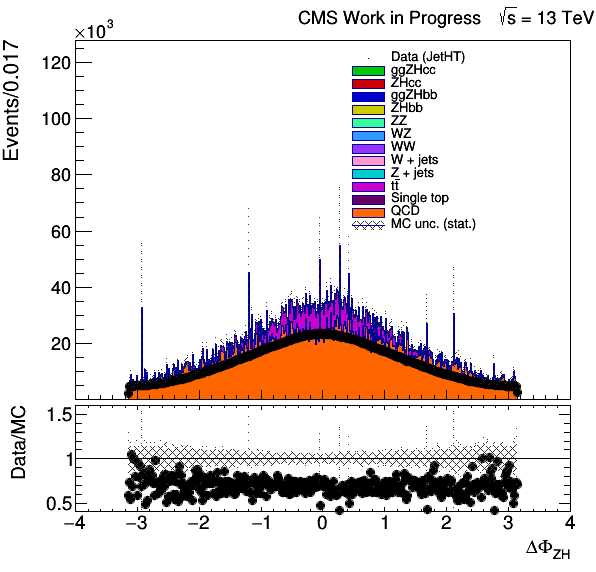 CMS Work in Progress √s = 13 TeV
×10³
Events/0.017
120
100
80
60
40
20
Data (JetHT)
ggZHcc
ZHcc
ggZHbb
ZHbb
ZZ
WZ
WW
W + jets
Z + jets
tt̄
Single top
QCD
MC unc. (stat.)
Data/MC
1.5
1
0.5
−4 −3 −2 −1 0 1 2 3 4
ΔΦ_ZH